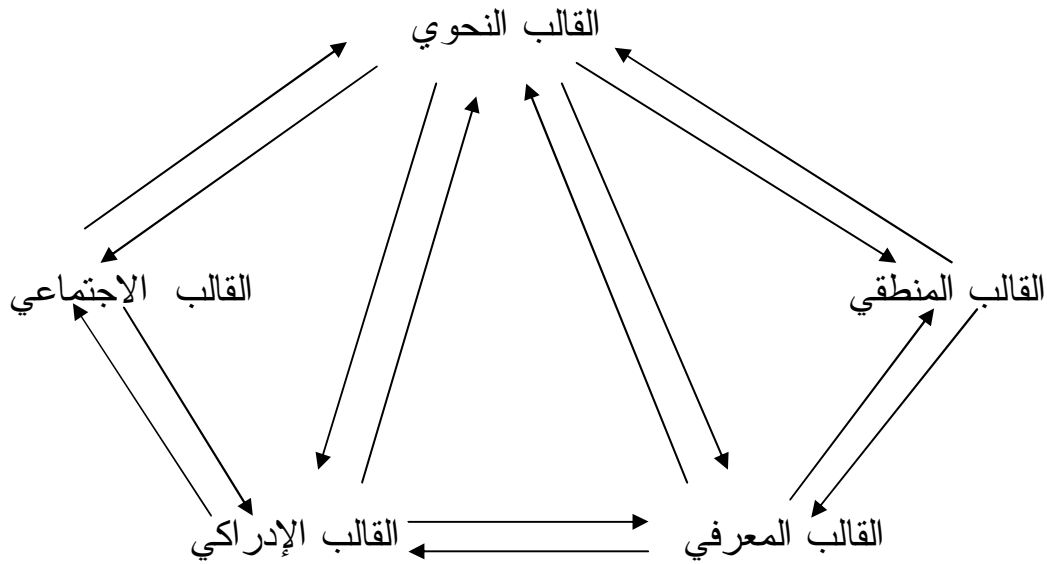 القالب النحوي
القالب المنطقي
القالب الاجتماعي
القالب المعرفي
القالب الإدراكي